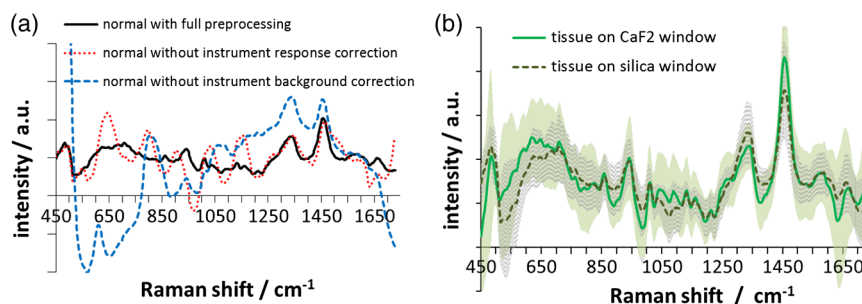 (a)
normal with full preprocessing
normal without instrument response correction
normal without instrument background correction
intensity / a.u.
450 650 850 1050 1250 1450 1650
Raman shift / cm-1
(b)
tissue on CaF2 window
tissue on silica window
intensity / a.u.
450 650 850 1050 1250 1450 1650
Raman shift / cm-1